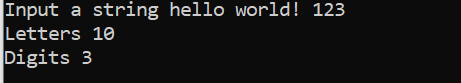 Input a string hello world! 123
Letters 10
Digits 3